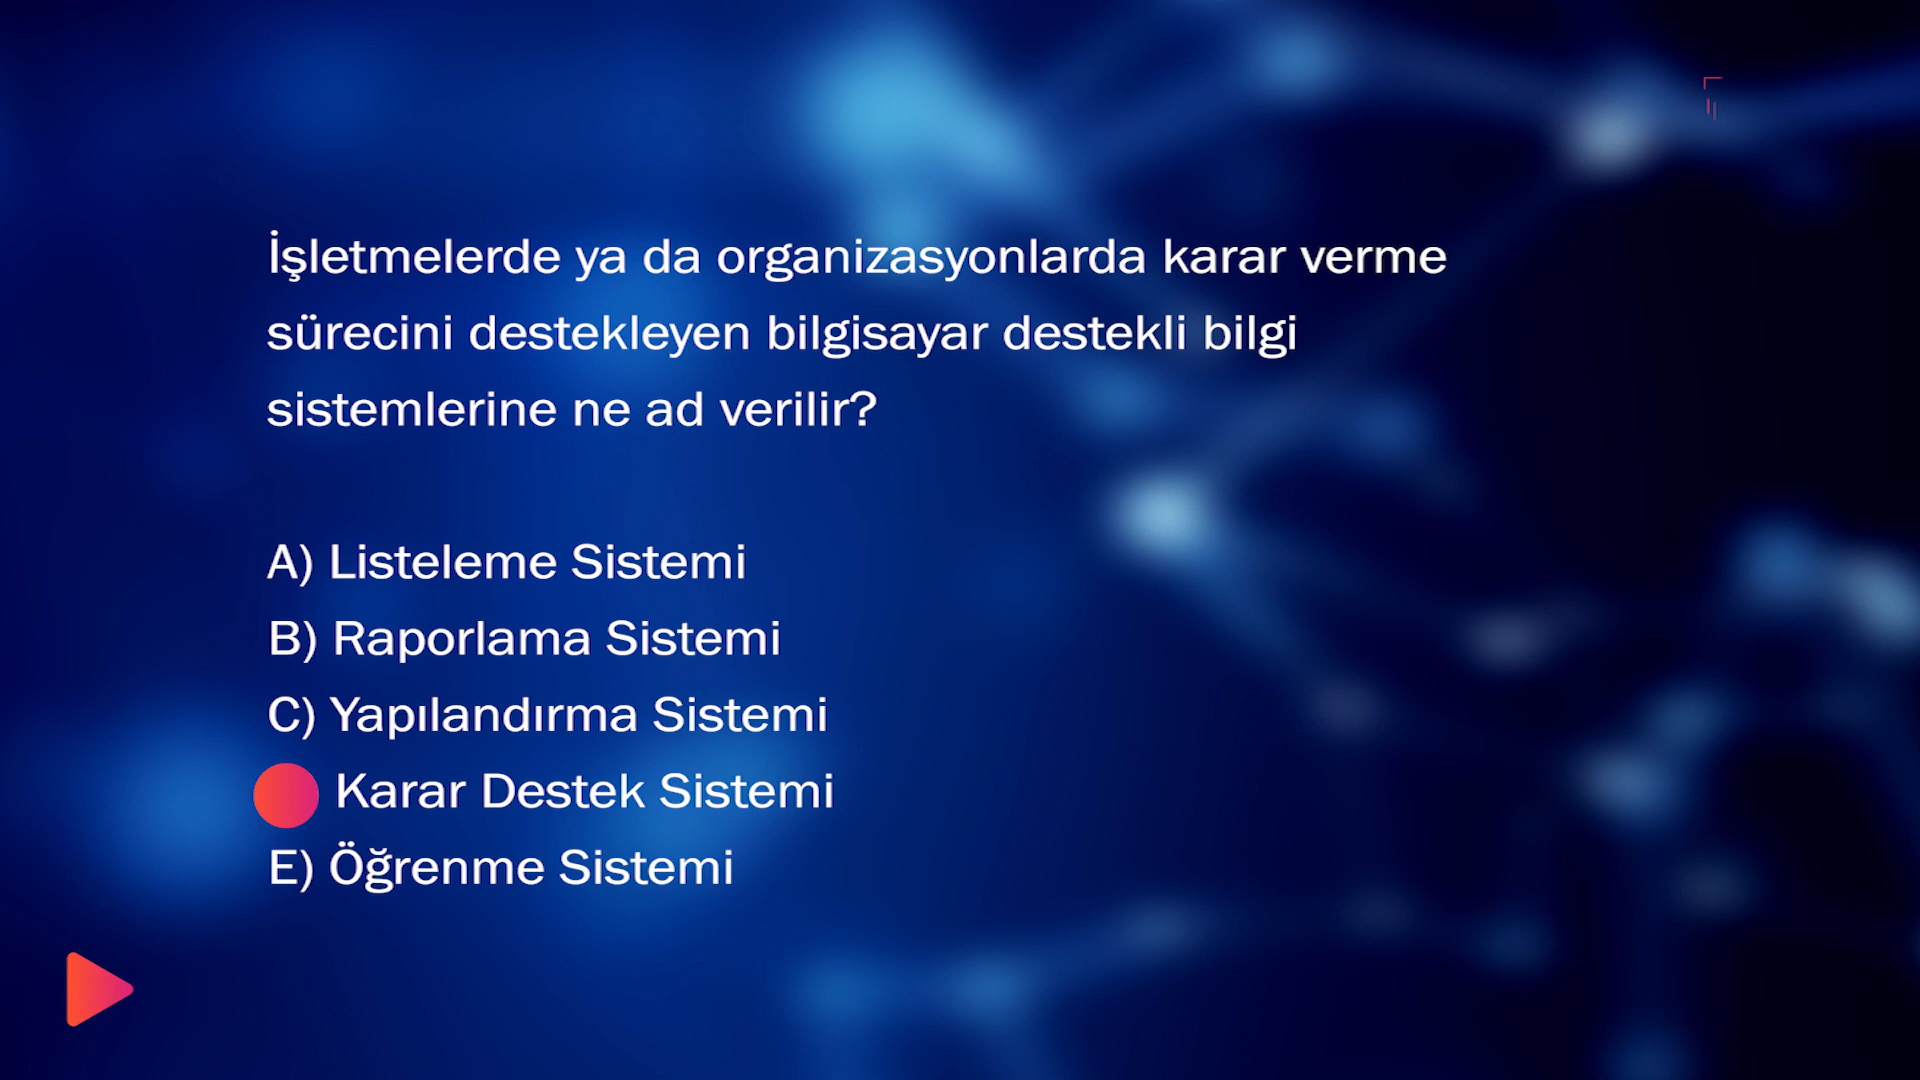 İşletmelerde ya da organizasyonlarda karar verme
sürecini destekleyen bilgisayar destekli bilgi
sistemlerine ne ad verilir?
A) Listeleme Sistemi
B) Raporlama Sistemi
C) Yapılandırma Sistemi
Karar Destek Sistemi
E) Öğrenme Sistemi